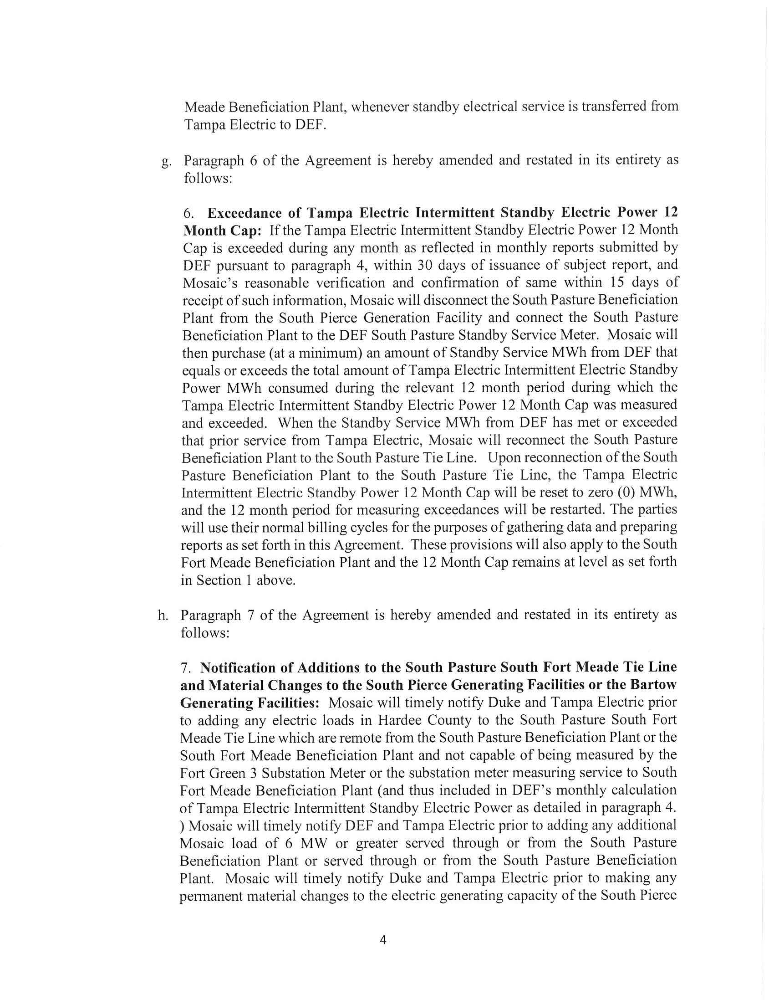 Meade Beneficiation Plant, whenever standby electrical service is transferred from
Tampa Electric to DEF.
g. Paragraph 6 of the Agreement is hereby amended and restated in its entirety as
follows:
6. Exceedance of Tampa Electric Intermittent Standby Electric Power 12
Month Cap: If the Tampa Electric Intermittent Standby Electric Power 12 Month
Cap is exceeded during any month as reflected in monthly reports submitted by
DEF pursuant to paragraph 4, within 30 days of issuance of subject report, and
Mosaic's reasonable verification and confirmation of same within 15 days of
receipt of such information, Mosaic will disconnect the South Pasture Beneficiation
Plant from the South Pierce Generation Facility and connect the South Pasture
Beneficiation Plant to the DEF South Pasture Standby Service Meter. Mosaic will
then purchase (at a minimum) an amount of Standby Service MWh from DEF that
equals or exceeds the total amount of Tampa Electric Intermittent Electric Standby
Power MWh consumed during the relevant 12 month period during which the
Tampa Electric Intermittent Standby Electric Power 12 Month Cap was measured
and exceeded. When the Standby Service MWh from DEF has met or exceeded
that prior service from Tampa Electric, Mosaic will reconnect the South Pasture
Beneficiation Plant to the South Pasture Tie Line. Upon reconnection of the South
Pasture Beneficiation Plant to the South Pasture Tie Line, the Tampa Electric
Intermittent Electric Standby Power 12 Month Cap will be reset to zero (0) MWh,
and the 12 month period for measuring exceedances will be restarted. The parties
will use their normal billing cycles for the purposes of gathering data and preparing
reports as set forth in this Agreement. These provisions will also apply to the South
Fort Meade Beneficiation Plant and the 12 Month Cap remains at level as set forth
in Section 1 above.
h. Paragraph 7 of the Agreement is hereby amended and restated in its entirety as
follows:
7. Notification of Additions to the South Pasture South Fort Meade Tie Line
and Material Changes to the South Pierce Generating Facilities or the Bartow
Generating Facilities: Mosaic will timely notify Duke and Tampa Electric prior
to adding any electric loads in Hardee County to the South Pasture South Fort
Meade Tie Line which are remote from the South Pasture Beneficiation Plant or the
South Fort Meade Beneficiation Plant and not capable of being measured by the
Fort Green 3 Substation Meter or the substation meter measuring service to South
Fort Meade Beneficiation Plant (and thus included in DEF's monthly calculation
of Tampa Electric Intermittent Standby Electric Power as detailed in paragraph 4.
) Mosaic will timely notify DEF and Tampa Electric prior to adding any additional
Mosaic load of 6 MW or greater served through or from the South Pasture
Beneficiation Plant or served through or from the South Pasture Beneficiation
Plant. Mosaic will timely notify Duke and Tampa Electric prior to making any
permanent material changes to the electric generating capacity of the South Pierce
4